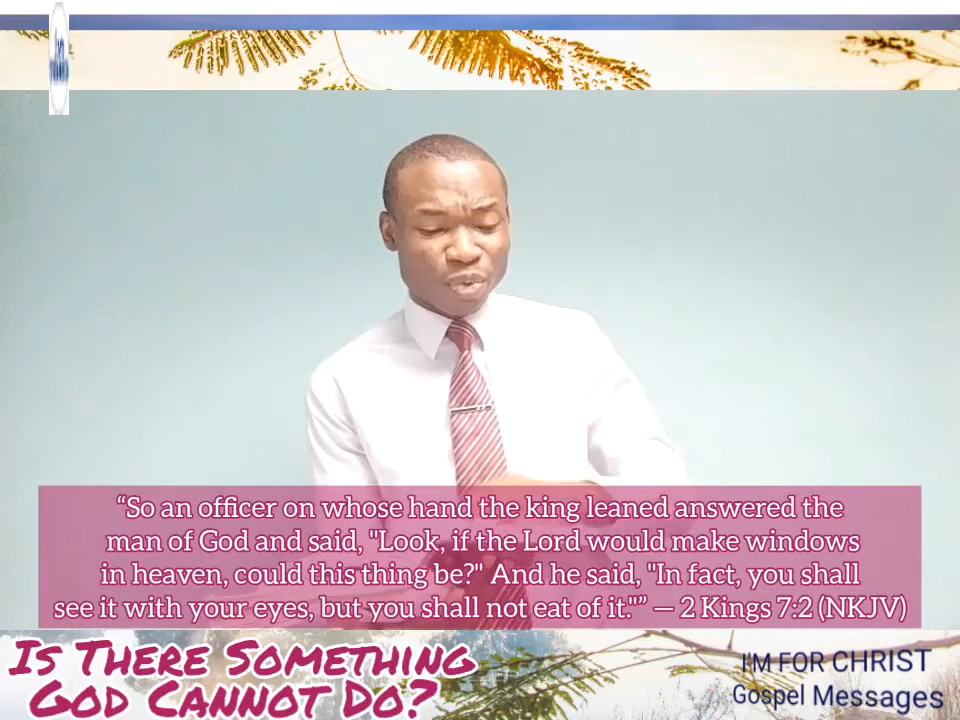 “So an officer on whose hand the king leaned answered the
man of God and said, "Look, if the Lord would make windows
in heaven, could this thing be?" And he said, "In fact, you shall
see it with your eyes, but you shall not eat of it."” — 2 Kings 7:2 (NKJV)
Is There Something
God Cannot Do?
I'M FOR CHRIST
Gospel Messages